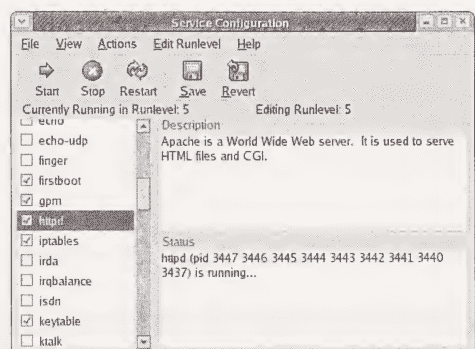 Service Configuration
File View Actions Edit Runlevel Help
Start Stop Restart Save Revert
Currently Running in Runlevel: 5 Editing Runlevel: 5
echo
echo-udp
finger
firstboot
gpm
httpd
iptables
irda
irqbalance
isdn
keytable
ktalk
Description
Apache is a World Wide Web server. It is used to serve
HTML files and CGI.
Status
httpd (pid 3447 3446 3445 3444 3443 3442 3441 3440
3437) is running...